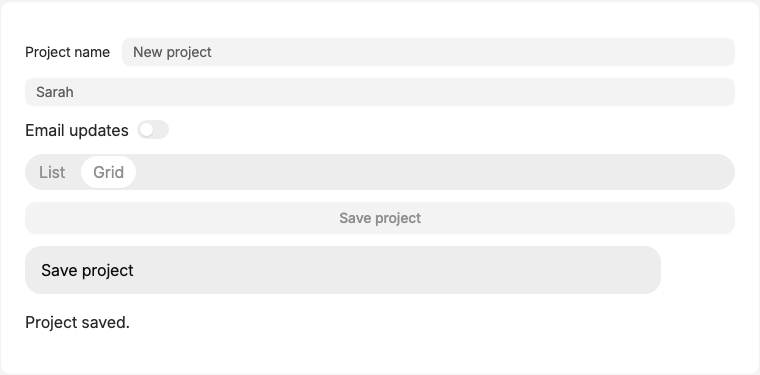 Project name New project
Sarah
Email updates
List Grid
Save project
Save project
Project saved.